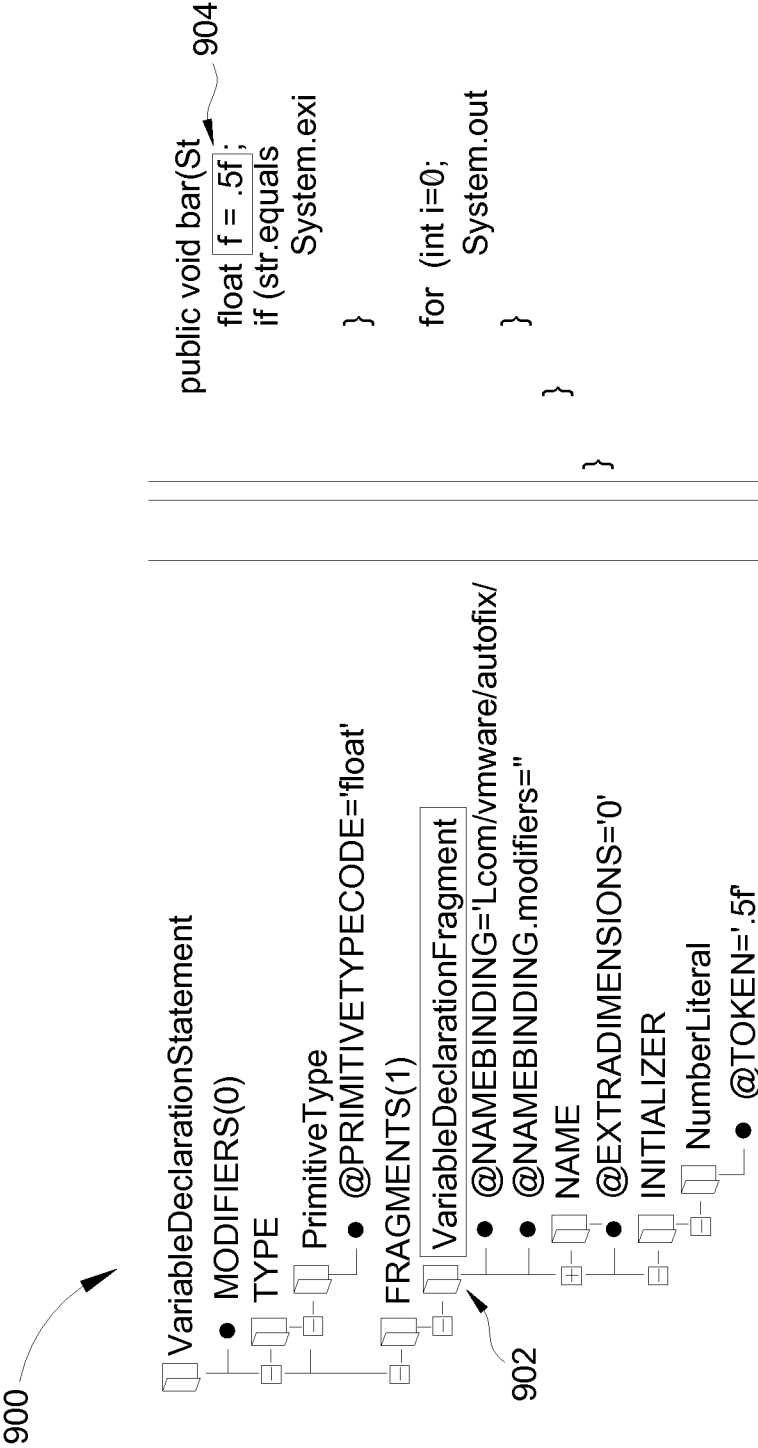 900
VariableDeclarationStatement
MODIFIERS(0)
TYPE
PrimitiveType
@PRIMITIVETYPECODE='float'
FRAGMENTS(1)
VariableDeclarationFragment
902
@NAMEBINDING='Lcom/vmware/autofix/
@NAMEBINDING.modifiers=''
NAME
@EXTRADIMENSIONS='0'
INITIALIZER
NumberLiteral
@TOKEN='.5f'
904
public void bar(St
float f = .5f ;
if (str.equals
System.exi
}
for (int i=0;
System.out
}
}
}